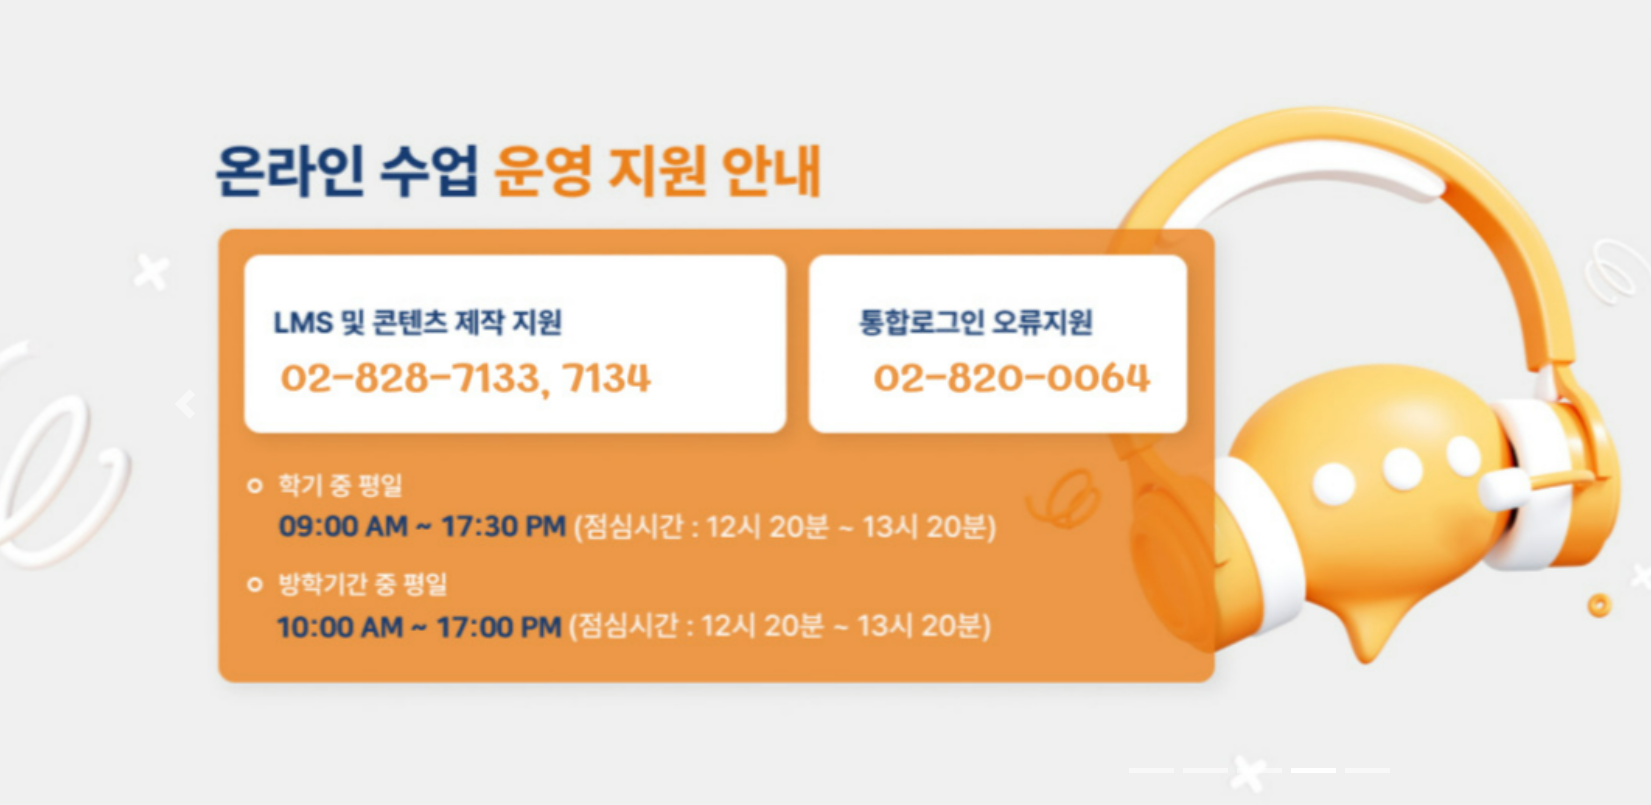 온라인 수업 운영 지원 안내
LMS 및 콘텐츠 제작 지원
02-828-7133, 7134
통합로그인 오류지원
02-820-0064
학기 중 평일
09:00 AM ~ 17:30 PM (점심시간 : 12시 20분 ~ 13시 20분)
방학기간 중 평일
10:00 AM ~ 17:00 PM (점심시간 : 12시 20분 ~ 13시 20분)